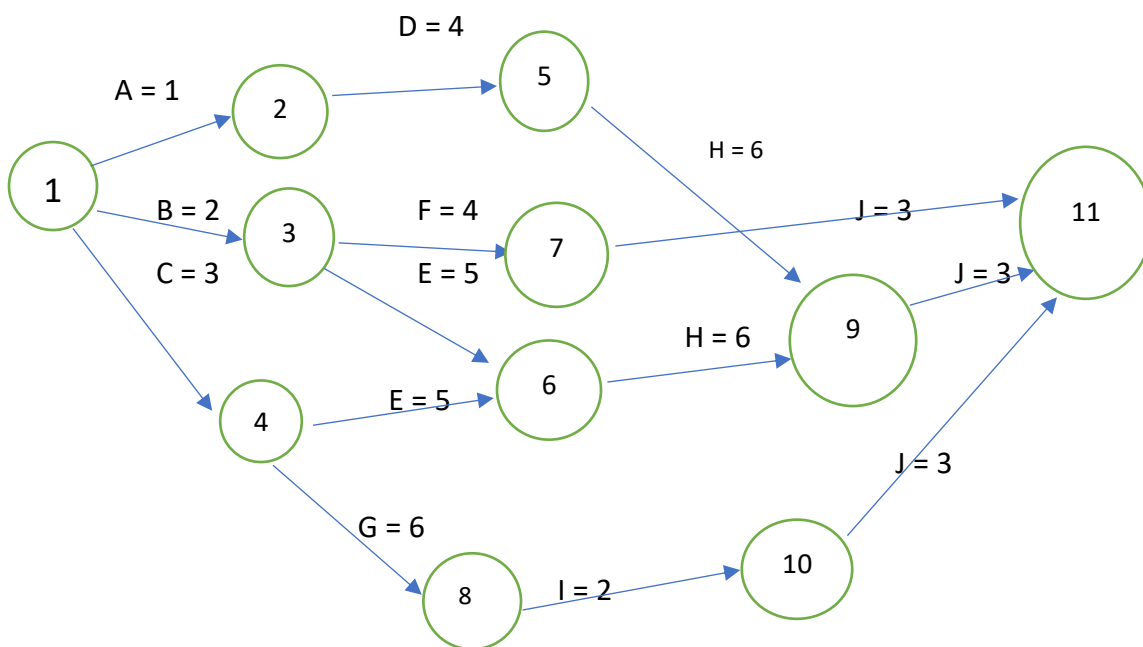 D = 4
A = 1
2
5
H = 6
1
B = 2
3
F = 4
7
J = 3
11
C = 3
E = 5
J = 3
9
H = 6
6
E = 5
4
J = 3
G = 6
10
I = 2
8